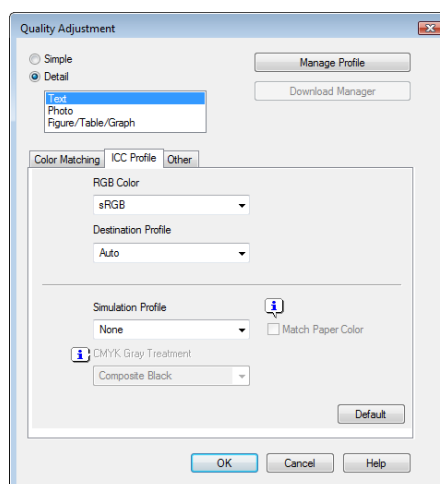 Quality Adjustment
Simple
Manage Profile
Detail
Download Manager
Text
Photo
Figure/Table/Graph
Color Matching
ICC Profile
Other
RGB Color
sRGB
Destination Profile
Auto
Simulation Profile
None
Match Paper Color
CMYK Gray Treatment
Composite Black
Default
OK
Cancel
Help